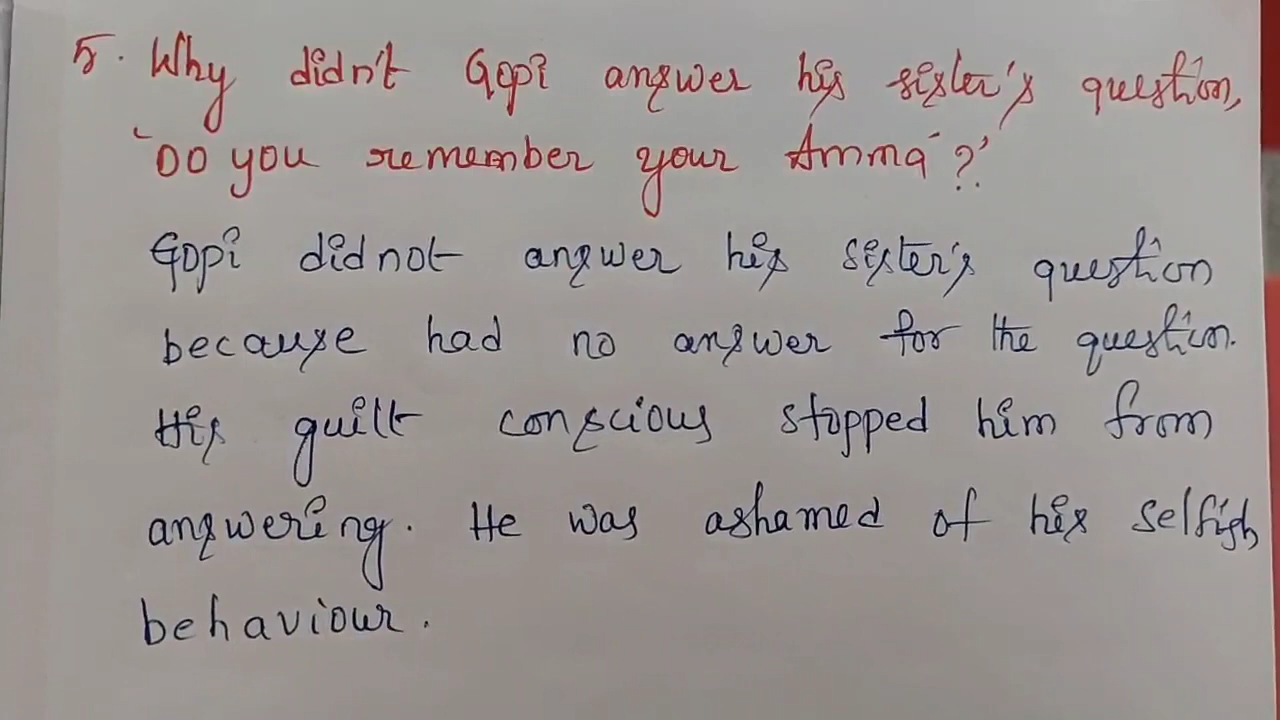 5. Why didn't Gopi answer his sister's question,
'Do you remember your Amma'?'
Gopi did not answer his sister's question
because had no answer for the question.
His guilt conscious stopped him from
answering. He was ashamed of his selfish
behaviour.